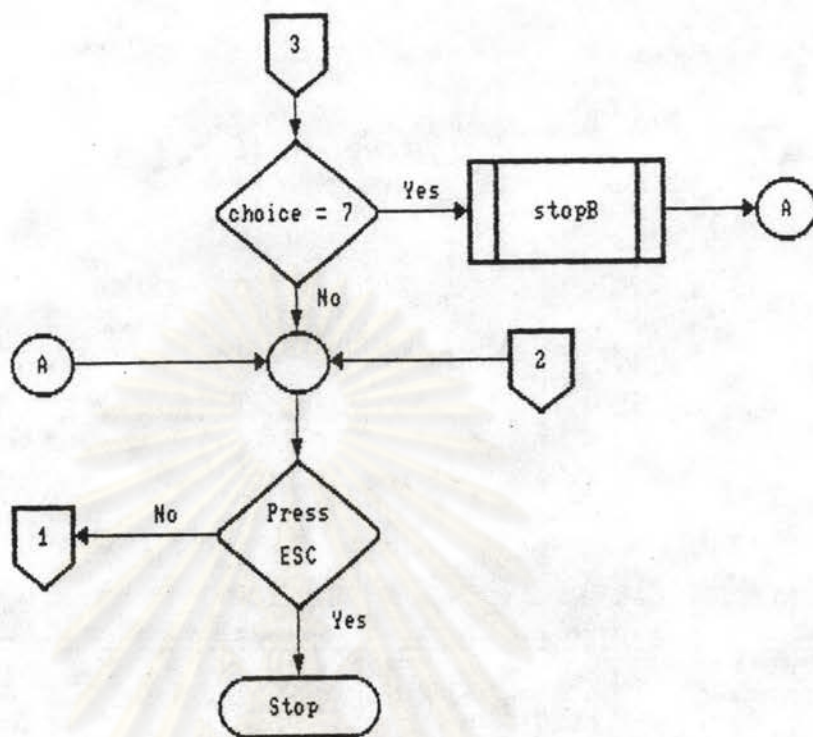 3
choice = 7
Yes
stopB
A
No
A
2
Press
ESC
No
1
Yes
Stop